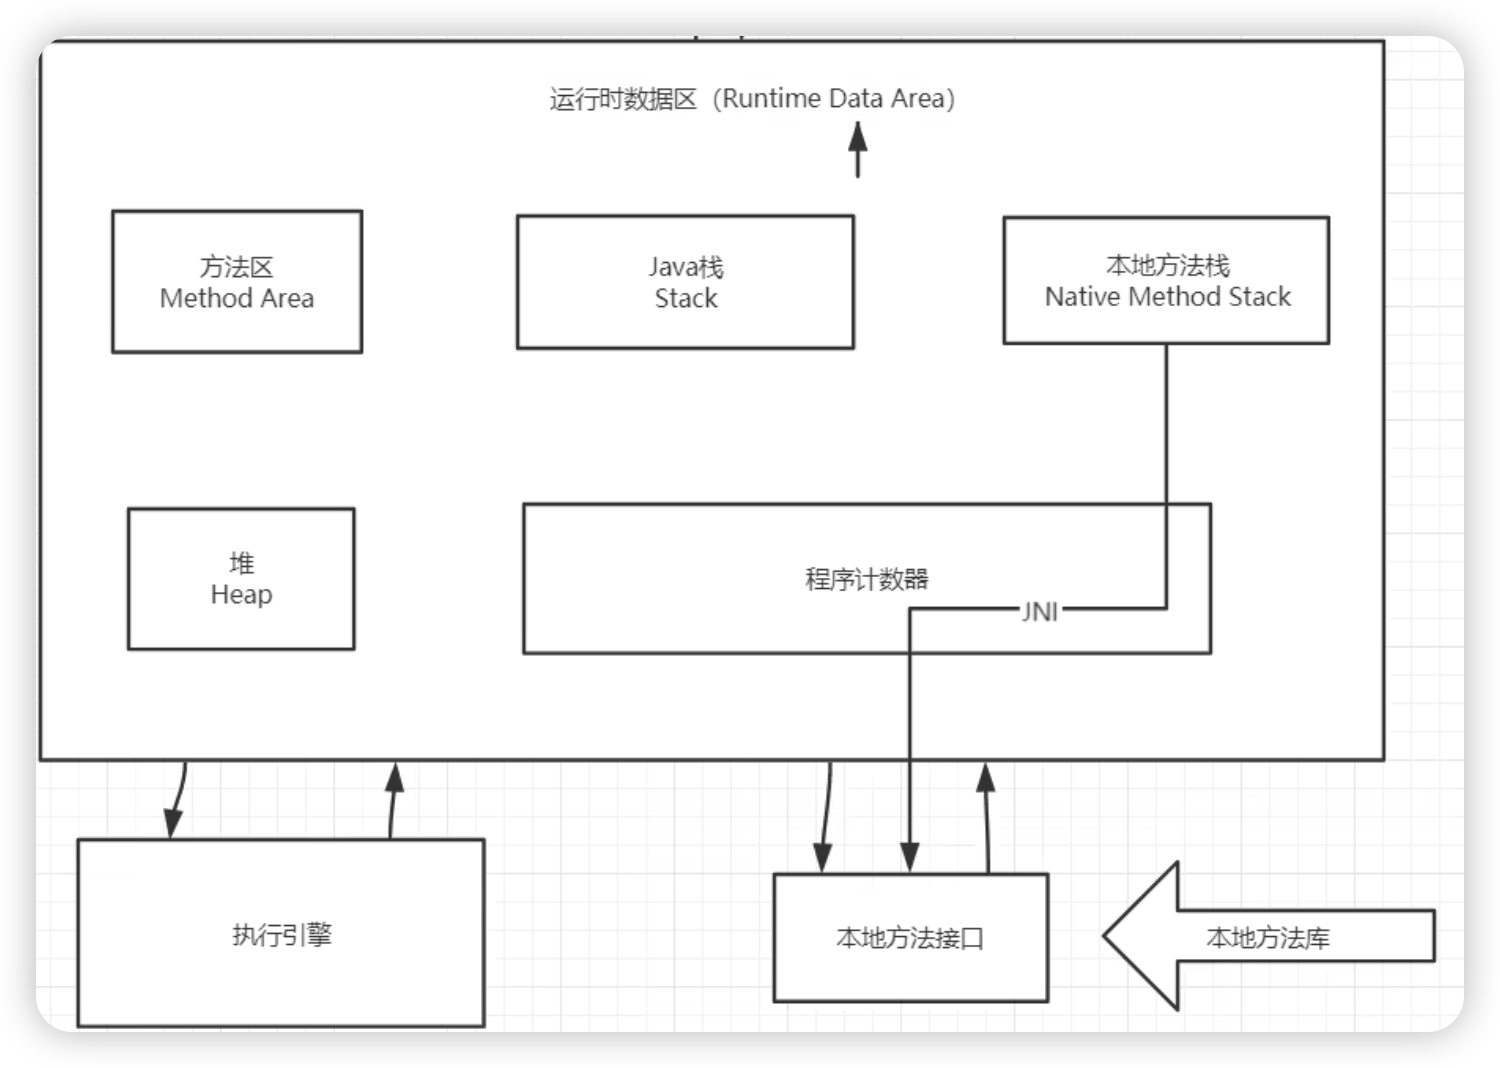 运行时数据区（Runtime Data Area）
方法区
Method Area
Java栈
Stack
本地方法栈
Native Method Stack
堆
Heap
程序计数器
JNI
执行引擎
本地方法接口
本地方法库